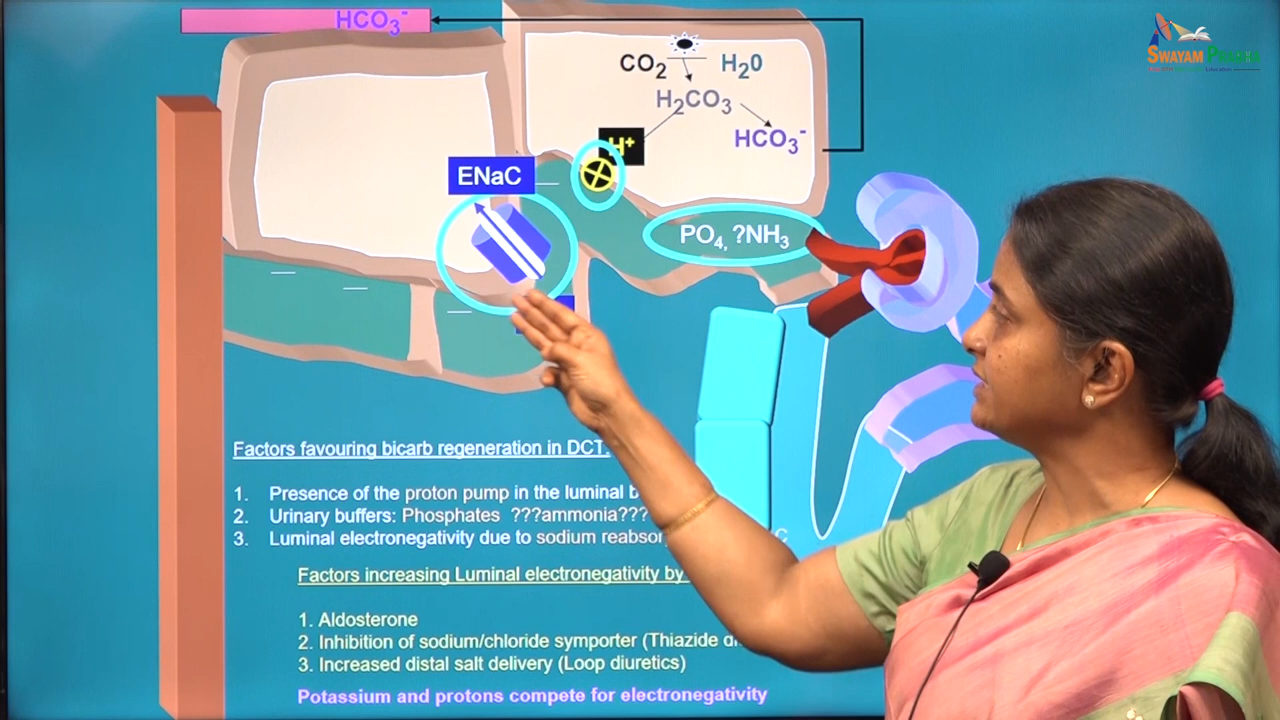 HCO3-
SWAYAM PRABHA
CO2 H20
H2CO3
H+
HCO3-
ENaC
PO4, ?NH3
Factors favouring bicarb regeneration in DCT
1. Presence of the proton pump in the luminal
2. Urinary buffers: Phosphates ???ammonia???
3. Luminal electronegativity due to sodium
Factors increasing Luminal electronegativity by
1. Aldosterone
2. Inhibition of sodium/chloride symporter (Thiazide
3. Increased distal salt delivery (Loop diuretics)
Potassium and protons compete for electronegativity